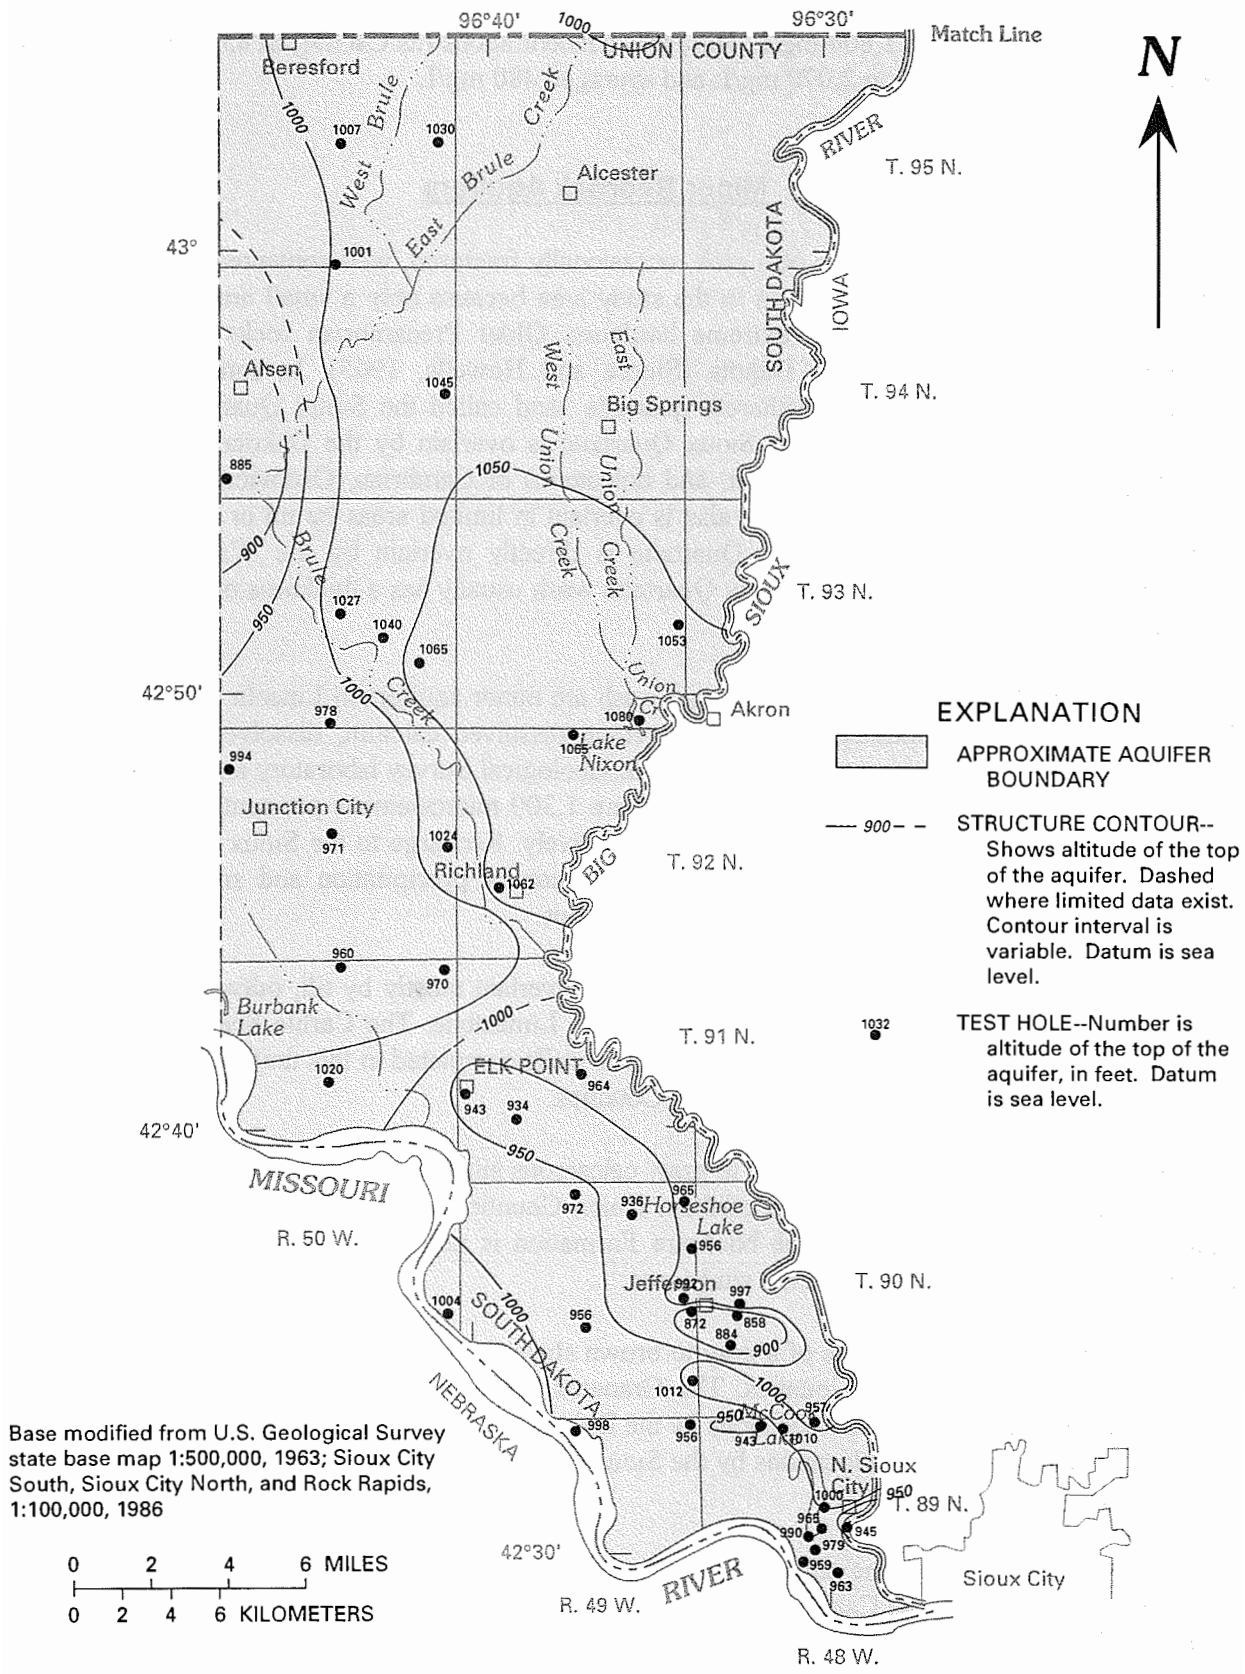 96°40'
1000
96°30'
Match Line
UNION COUNTY
N
Beresford
1000
West Brule
East Brule Creek
1007
1030
RIVER
T. 95 N.
Alcester
43°
1001
SOUTH DAKOTA
IOWA
Alsen
1045
West Union Creek
East Union Creek
Big Springs
T. 94 N.
885
1050
900
Brule
950
SIOUX
T. 93 N.
1027
1040
1053
1065
Union
Cr
42°50'
1000
Creek
978
1080
Akron
1065
Lake
Nixon
994
Junction City
971
1024
Richland
1062
BIG
T. 92 N.
960
970
Burbank
Lake
1000
T. 91 N.
1020
ELK POINT
964
943
934
42°40'
950
MISSOURI
R. 50 W.
972
936
965
Horseshoe
Lake
956
Jefferson
992
997
T. 90 N.
1004
1000
SOUTH DAKOTA
NEBRASKA
956
872
858
884
900
1012
1000
998
956
950
McCook
Lake
943
1010
957
N. Sioux
City
1000
950
T. 89 N.
965
990
945
979
959
963
42°30'
RIVER
Sioux City
R. 49 W.
R. 48 W.
EXPLANATION
APPROXIMATE AQUIFER
BOUNDARY
900
STRUCTURE CONTOUR--
Shows altitude of the top
of the aquifer. Dashed
where limited data exist.
Contour interval is
variable. Datum is sea
level.
1032
TEST HOLE--Number is
altitude of the top of the
aquifer, in feet. Datum
is sea level.
Base modified from U.S. Geological Survey
state base map 1:500,000, 1963; Sioux City
South, Sioux City North, and Rock Rapids,
1:100,000, 1986
0 2 4 6 MILES
0 2 4 6 KILOMETERS